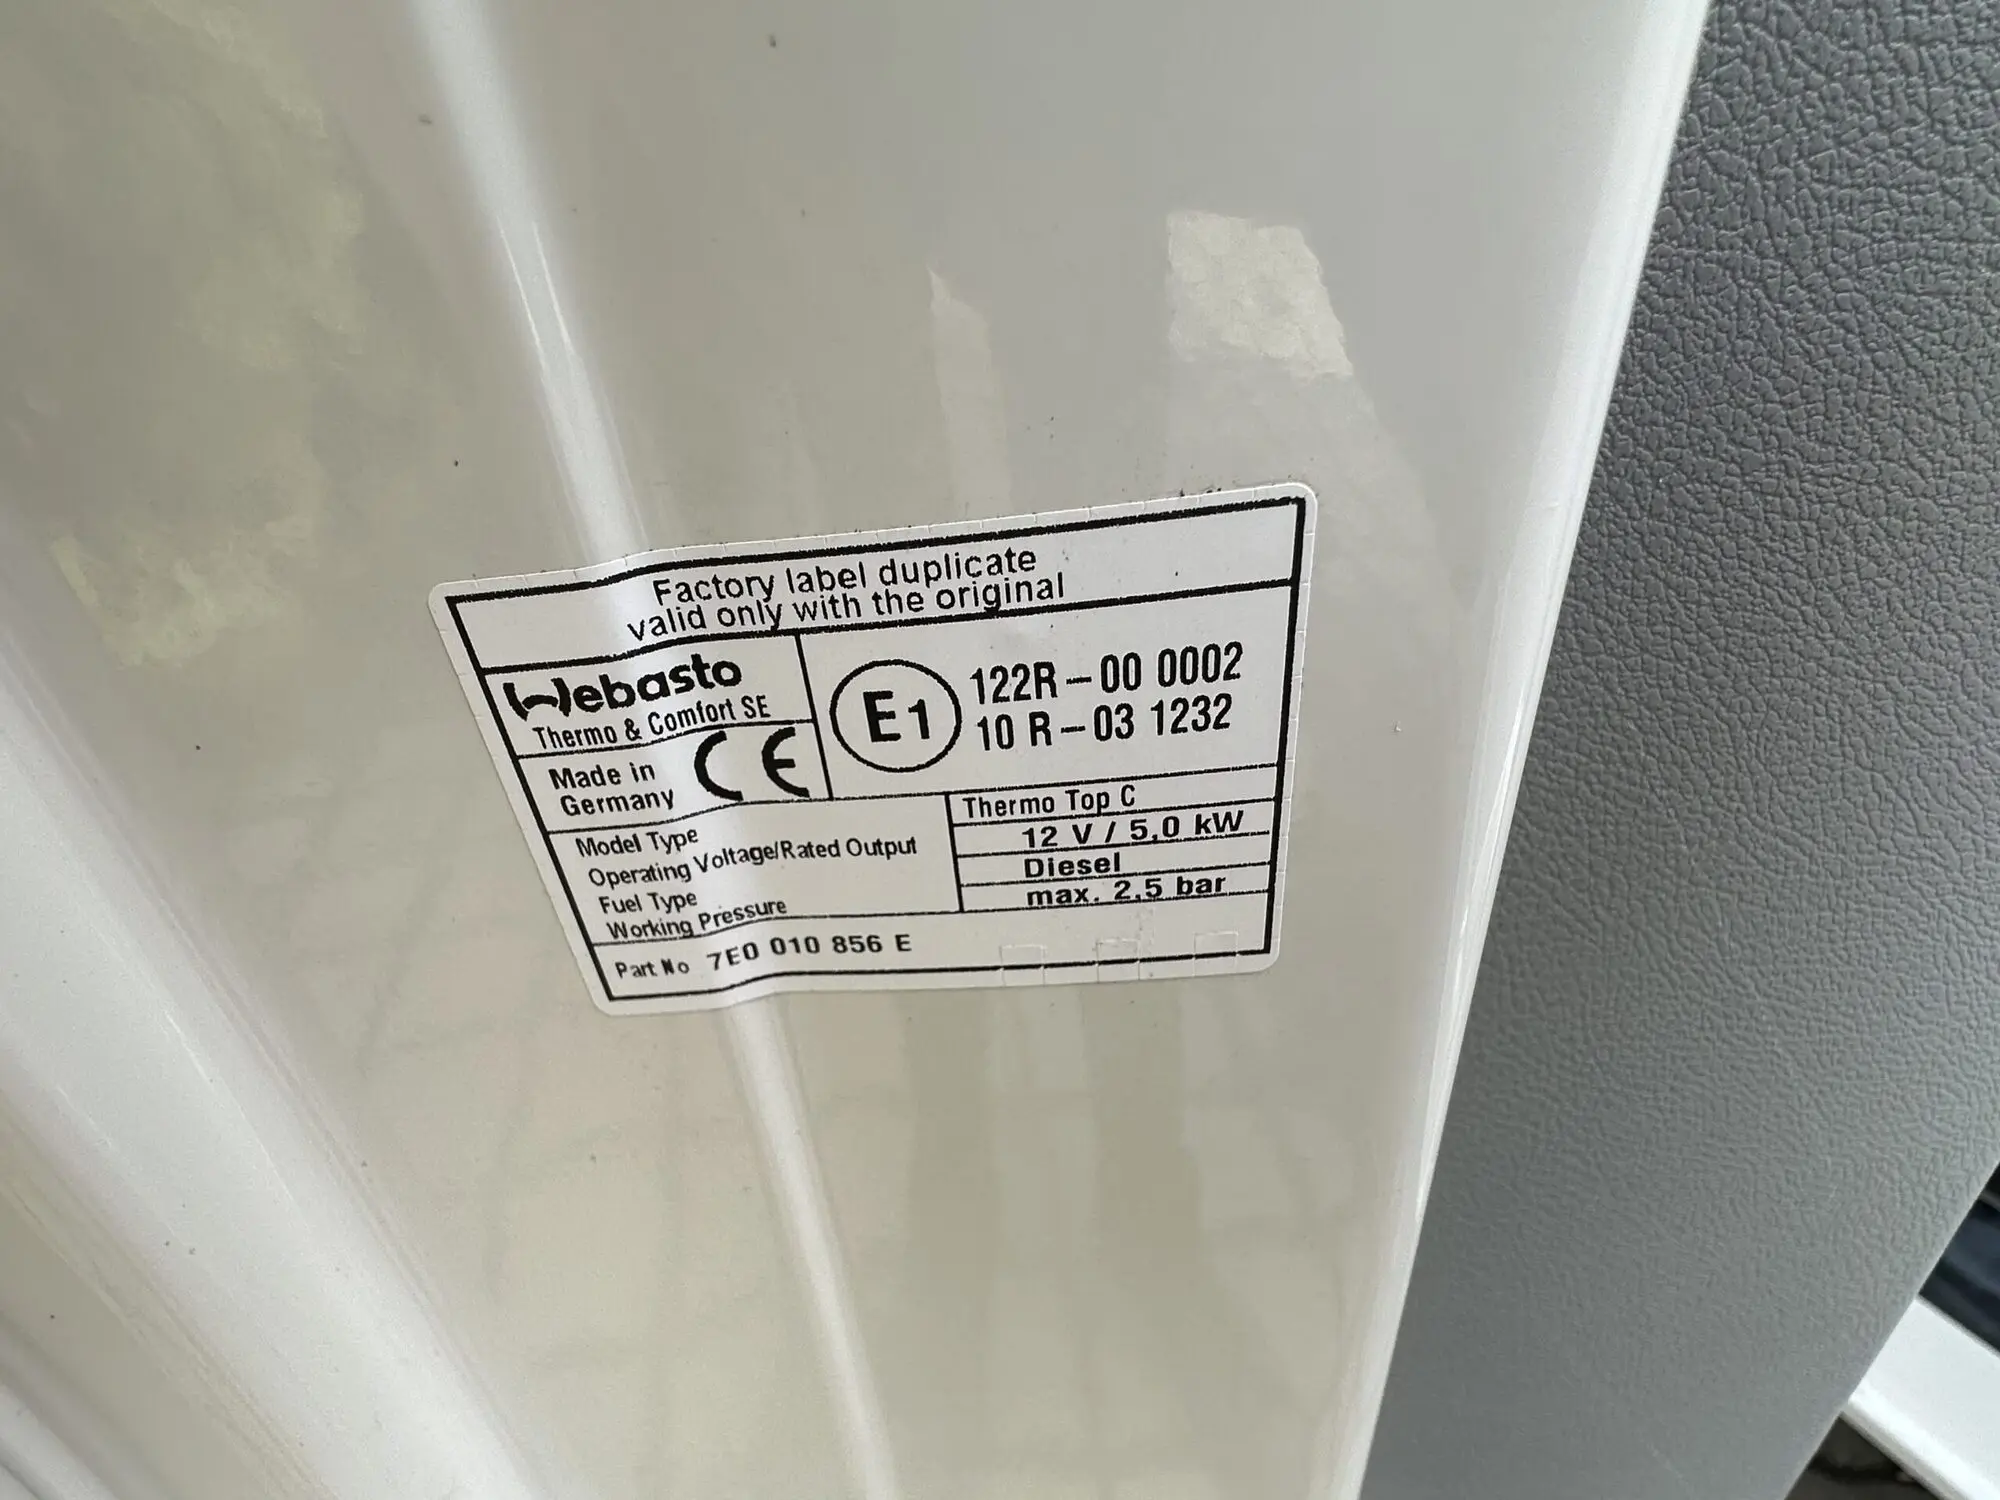 Factory label duplicate
valid only with the original
Webasto
Thermo & Comfort SE
Made in
Germany
CE
E1
122R-00 0002
10 R-03 1232
Model Type
Thermo Top C
Operating Voltage/Rated Output
12 V / 5,0 kW
Fuel Type
Diesel
Working Pressure
max. 2,5 bar
Part No 7E0 010 856 E